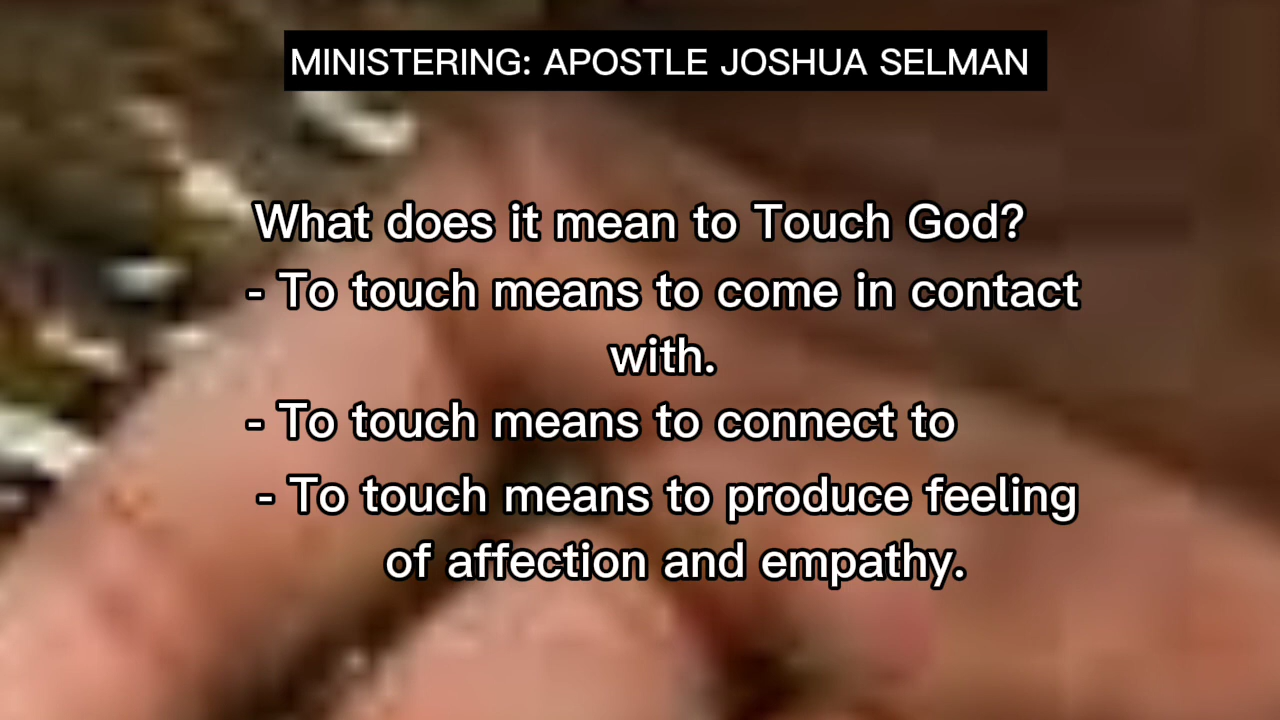 MINISTERING: APOSTLE JOSHUA SELMAN
What does it mean to Touch God?
- To touch means to come in contact
with.
- To touch means to connect to
- To touch means to produce feeling
of affection and empathy.